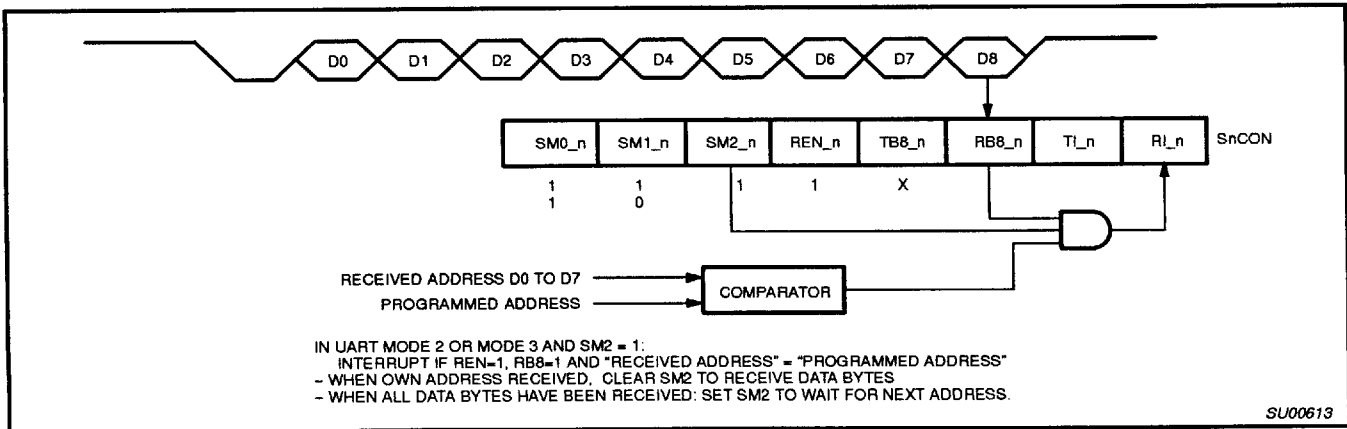 D0 D1 D2 D3 D4 D5 D6 D7 D8
SM0_n SM1_n SM2_n REN_n TB8_n RB8_n TI_n RI_n SnCON
1 1 1 1 X
1 0
RECEIVED ADDRESS D0 TO D7
PROGRAMMED ADDRESS
COMPARATOR
IN UART MODE 2 OR MODE 3 AND SM2 = 1:
INTERRUPT IF REN=1, RB8=1 AND "RECEIVED ADDRESS" = "PROGRAMMED ADDRESS"
– WHEN OWN ADDRESS RECEIVED, CLEAR SM2 TO RECEIVE DATA BYTES
– WHEN ALL DATA BYTES HAVE BEEN RECEIVED: SET SM2 TO WAIT FOR NEXT ADDRESS.
SU00613